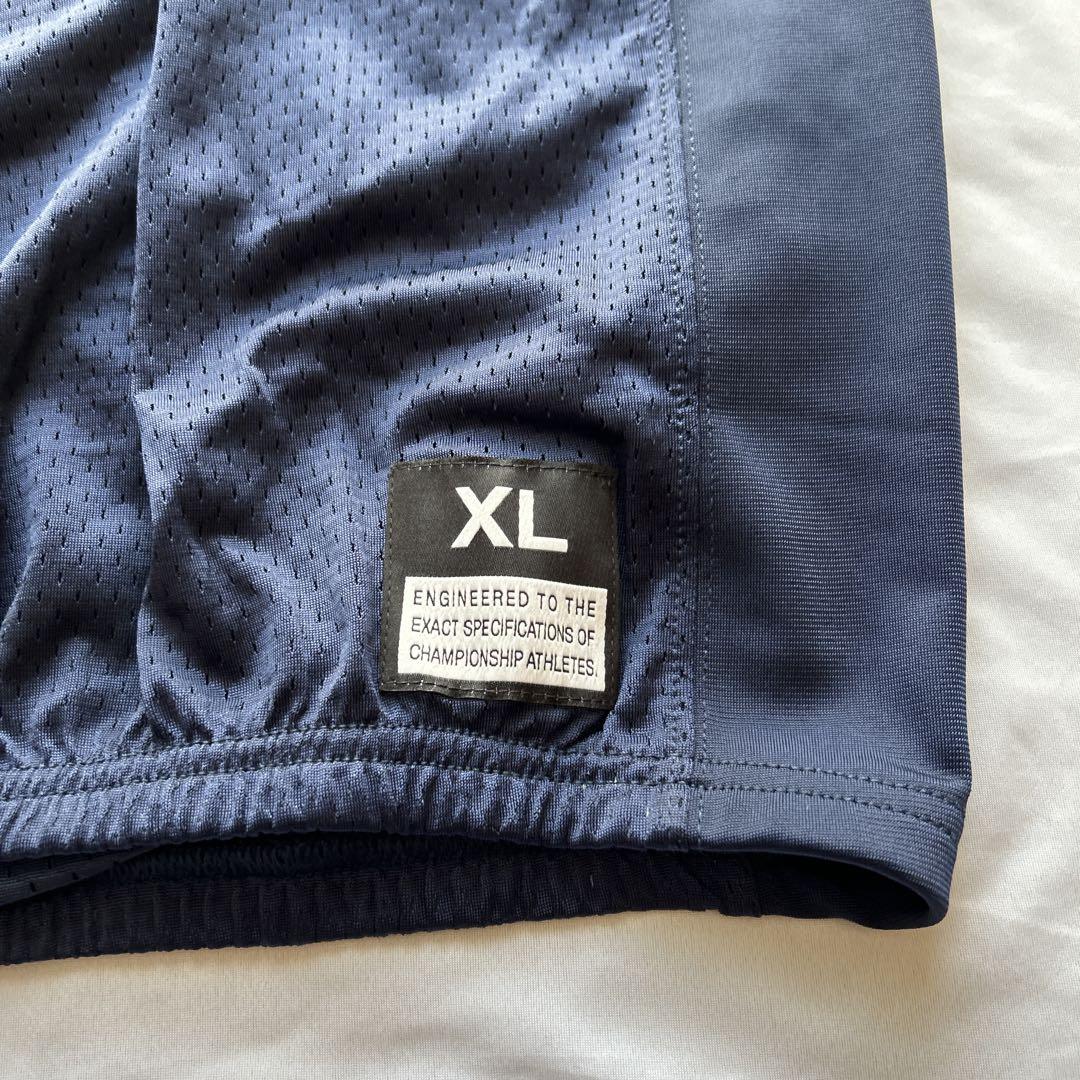 XL
ENGINEERED TO THE
EXACT SPECIFICATIONS OF
CHAMPIONSHIP ATHLETES.